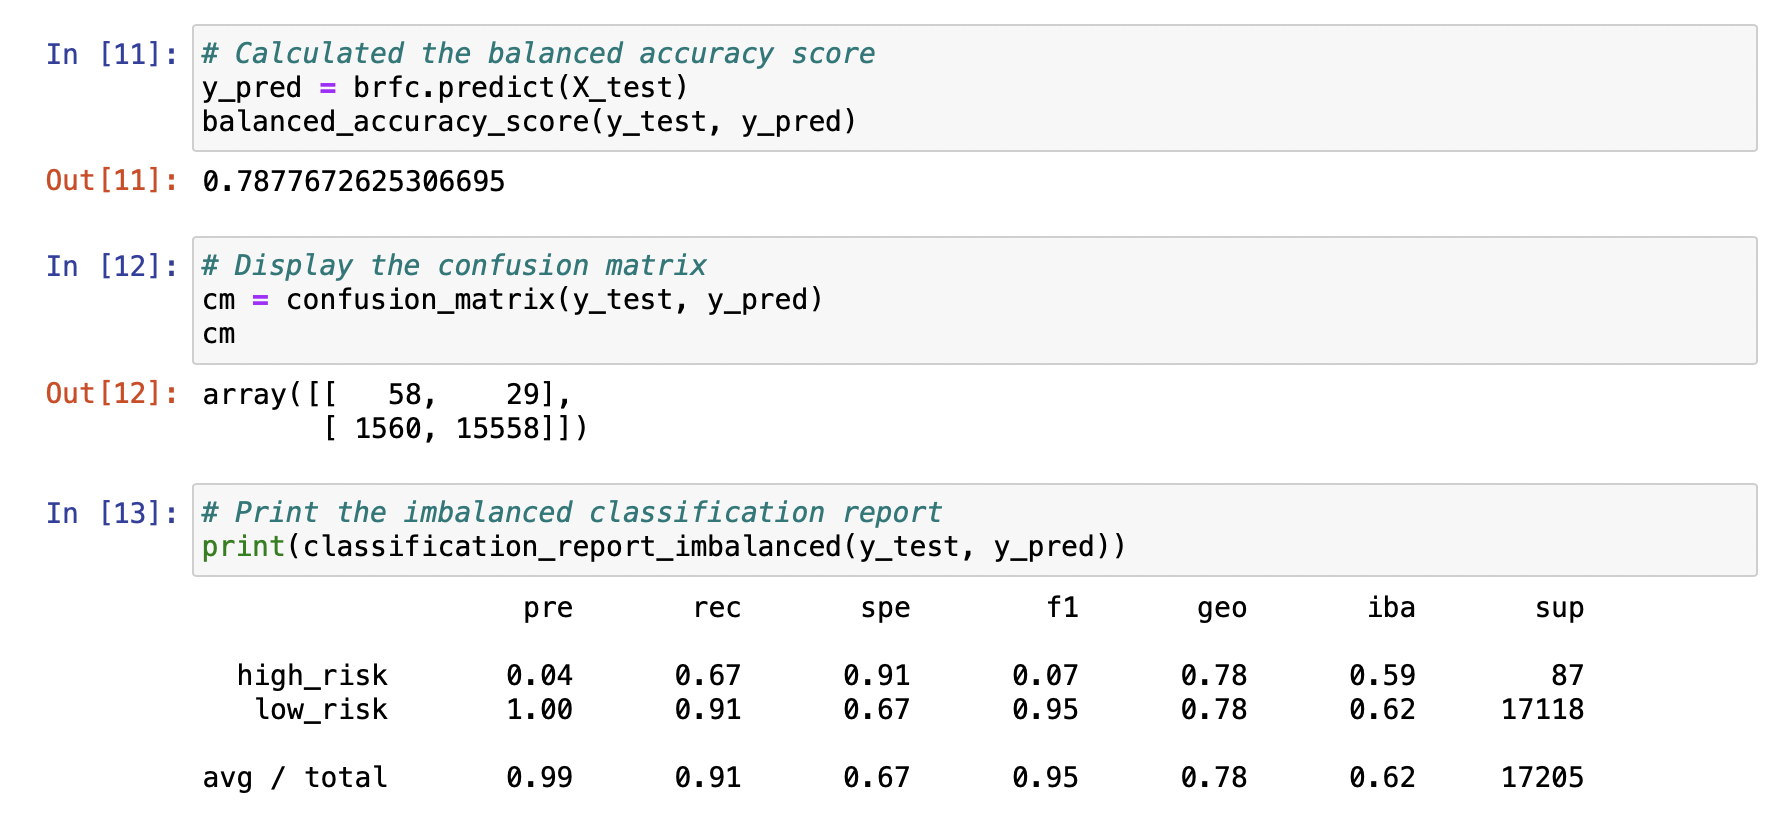 In [11]: # Calculated the balanced accuracy score
y_pred = brfc.predict(X_test)
balanced_accuracy_score(y_test, y_pred)
Out[11]: 0.7877672625306695
In [12]: # Display the confusion matrix
cm = confusion_matrix(y_test, y_pred)
cm
Out[12]: array([[   58,    29],
       [ 1560, 15558]])
In [13]: # Print the imbalanced classification report
print(classification_report_imbalanced(y_test, y_pred))
pre rec spe f1 geo iba sup
high_risk 0.04 0.67 0.91 0.07 0.78 0.59 87
low_risk 1.00 0.91 0.67 0.95 0.78 0.62 17118
avg / total 0.99 0.91 0.67 0.95 0.78 0.62 17205